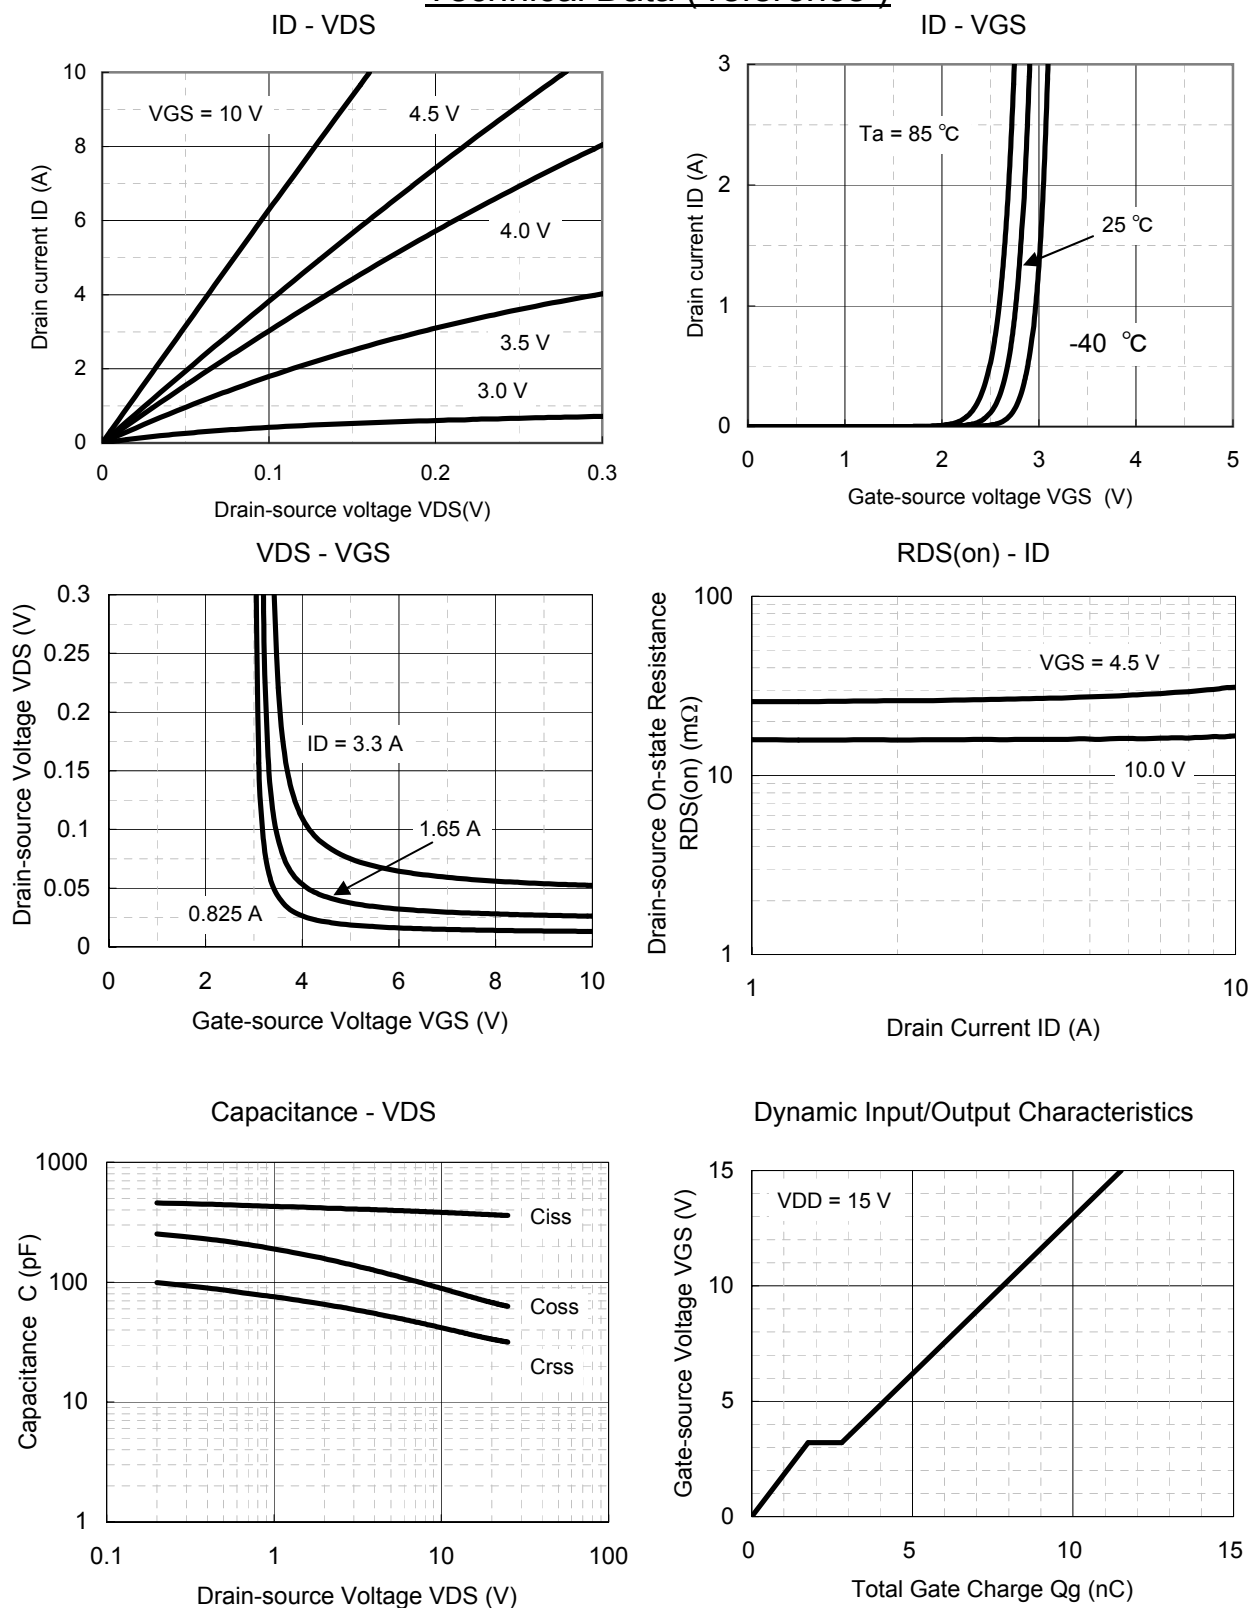 Technical Data ( reference )
ID - VDS
10
8
6
4
2
0
Drain current ID (A)
VGS = 10 V
4.5 V
4.0 V
3.5 V
3.0 V
0
0.1
0.2
0.3
Drain-source voltage VDS(V)
ID - VGS
3
2
1
0
Drain current ID (A)
Ta = 85 ℃
25 ℃
-40 ℃
0
1
2
3
4
5
Gate-source voltage VGS (V)
VDS - VGS
0.3
0.25
0.2
0.15
0.1
0.05
0
Drain-source Voltage VDS (V)
ID = 3.3 A
1.65 A
0.825 A
0
2
4
6
8
10
Gate-source Voltage VGS (V)
RDS(on) - ID
100
10
1
Drain-source On-state Resistance
RDS(on) (mΩ)
VGS = 4.5 V
10.0 V
1
10
Drain Current ID (A)
Capacitance - VDS
1000
100
10
1
Capacitance C (pF)
Ciss
Coss
Crss
0.1
1
10
100
Drain-source Voltage VDS (V)
Dynamic Input/Output Characteristics
15
10
5
0
Gate-source Voltage VGS (V)
VDD = 15 V
0
5
10
15
Total Gate Charge Qg (nC)